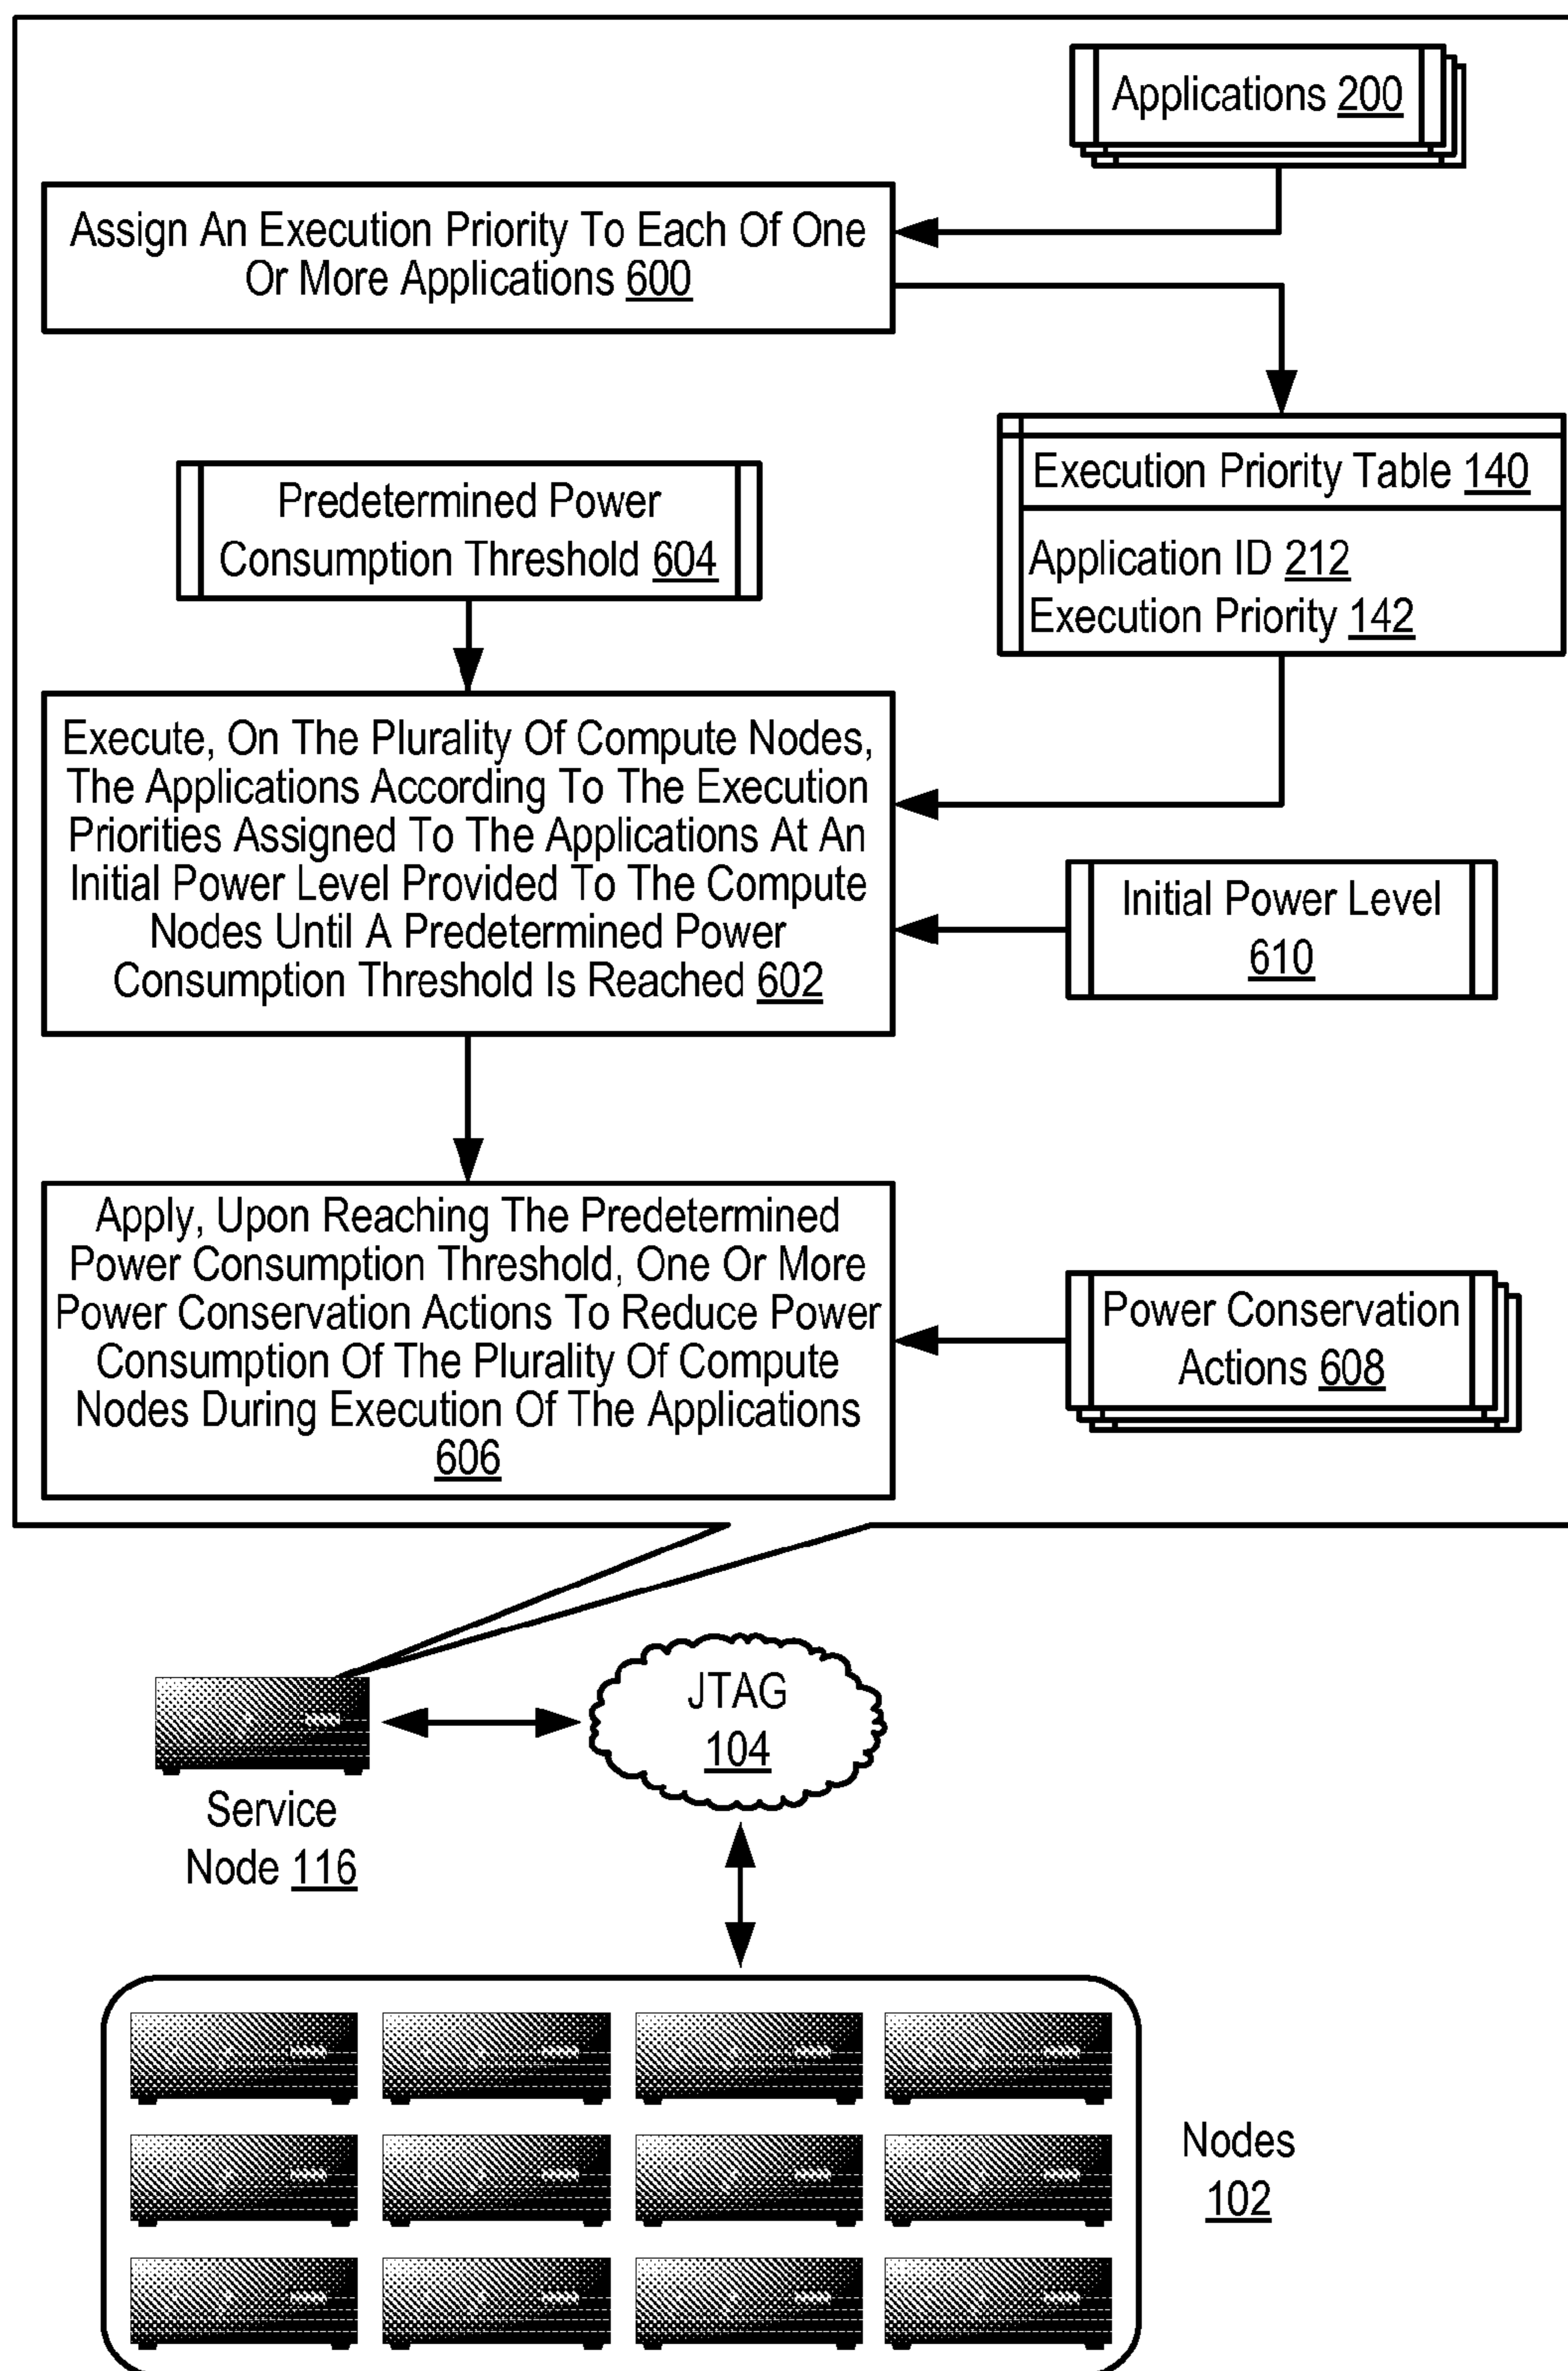 Applications 200
Assign An Execution Priority To Each Of One
Or More Applications 600
Execution Priority Table 140
Application ID 212
Execution Priority 142
Predetermined Power
Consumption Threshold 604
Execute, On The Plurality Of Compute Nodes,
The Applications According To The Execution
Priorities Assigned To The Applications At An
Initial Power Level Provided To The Compute
Nodes Until A Predetermined Power
Consumption Threshold Is Reached 602
Initial Power Level
610
Apply, Upon Reaching The Predetermined
Power Consumption Threshold, One Or More
Power Conservation Actions To Reduce Power
Consumption Of The Plurality Of Compute
Nodes During Execution Of The Applications
606
Power Conservation
Actions 608
JTAG
104
Service
Node 116
Nodes
102